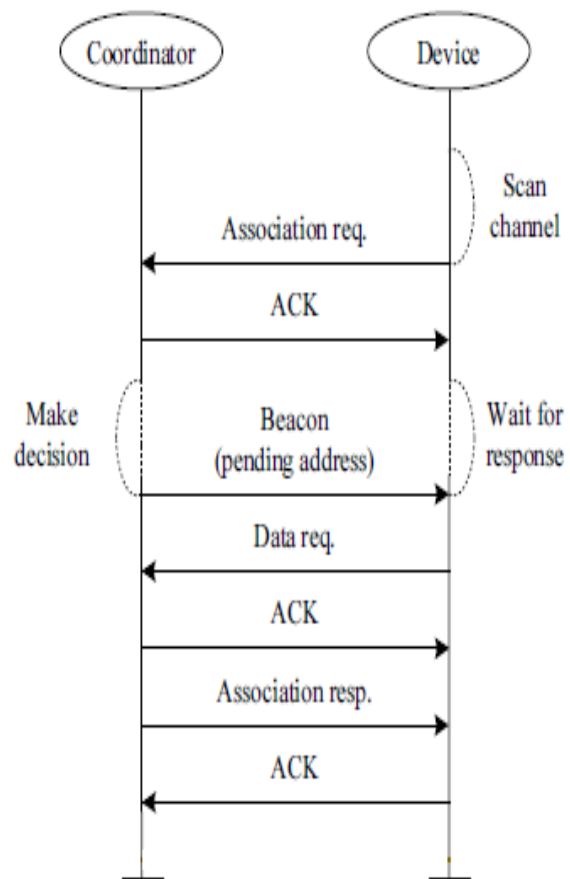 Coordinator
Device
Scan
channel
Association req.
ACK
Make
decision
Beacon
(pending address)
Wait for
response
Data req.
ACK
Association resp.
ACK